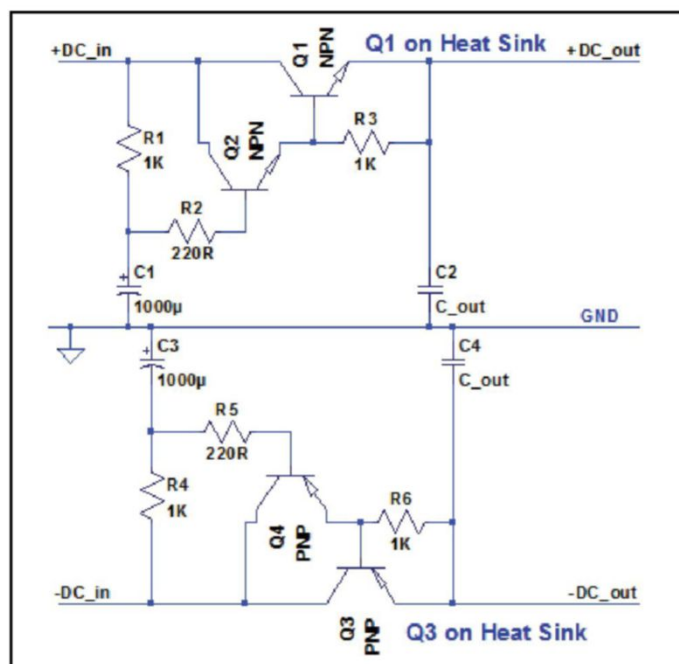 Q1 on Heat Sink
+DC_in
Q1
NPN
+DC_out
R1
1K
Q2
NPN
R3
1K
R2
220R
C1
1000µ
C2
C_out
GND
C3
1000µ
C4
C_out
R5
220R
R4
1K
Q4
PNP
R6
1K
-DC_in
-DC_out
Q3
PNP
Q3 on Heat Sink